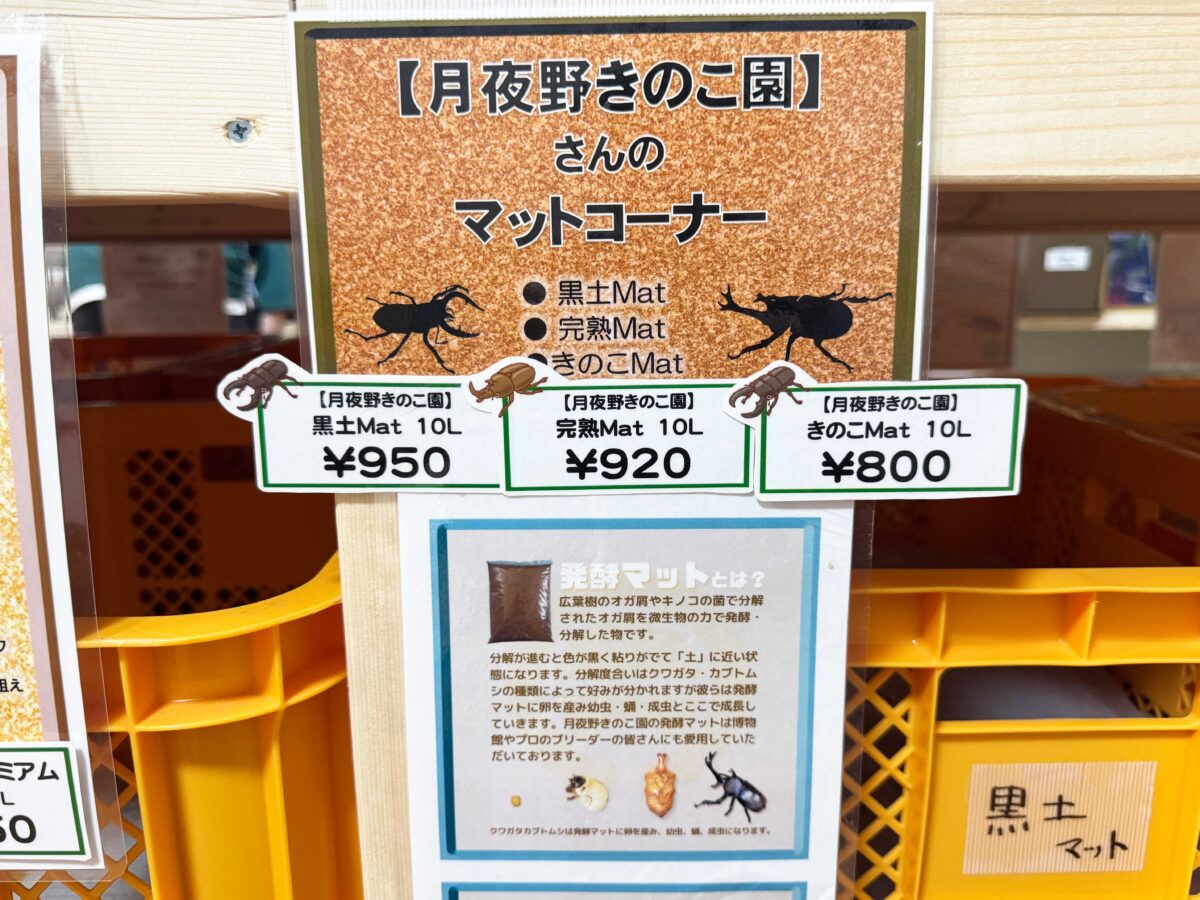 【月夜野きのこ園】
さんの
マットコーナー
● 黒土Mat
● 完熟Mat
●きのこMat
【月夜野きのこ園】
黒土Mat 10L
¥950
【月夜野きのこ園】
完熟Mat 10L
¥920
【月夜野きのこ園】
きのこMat 10L
¥800
発酵マットとは?
広葉樹のオガ屑やキノコの菌で分解
されたオガ屑を微生物の力で発酵・
分解した物です。
分解が進むと色が黒く粘りがでて「土」に近い状
態になります。分解度合いはクワガタ・カブトム
シの種類によって好みが分かれますが彼らは発酵
マットに卵を産み幼虫・蛹・成虫とここで成長し
ていきます。月夜野きのこ園の発酵マットは博物
館やプロのブリーダーの皆さんにも愛用していた
だいております。
クワガタカブトムシは発酵マットに卵を産み、幼虫、蛹、成虫になります。
黒土
マット
粗え
ミアム
L
50